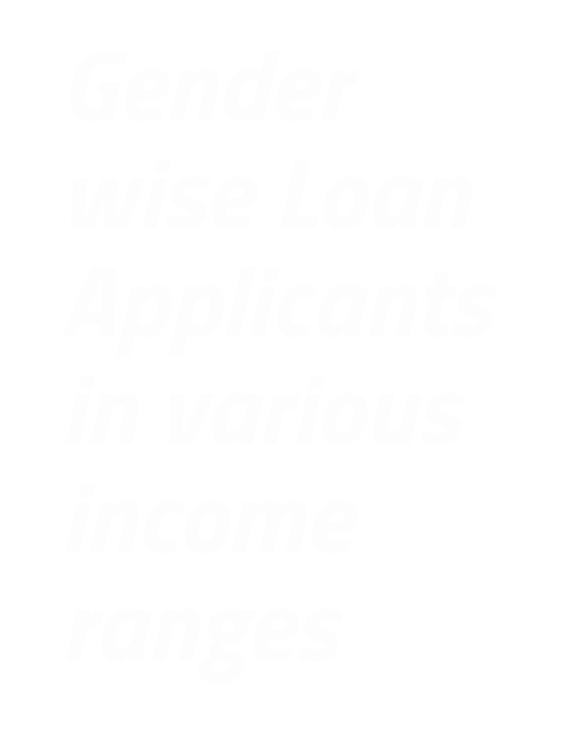 Gender
wise Loan
Applicants
in various
income
ranges